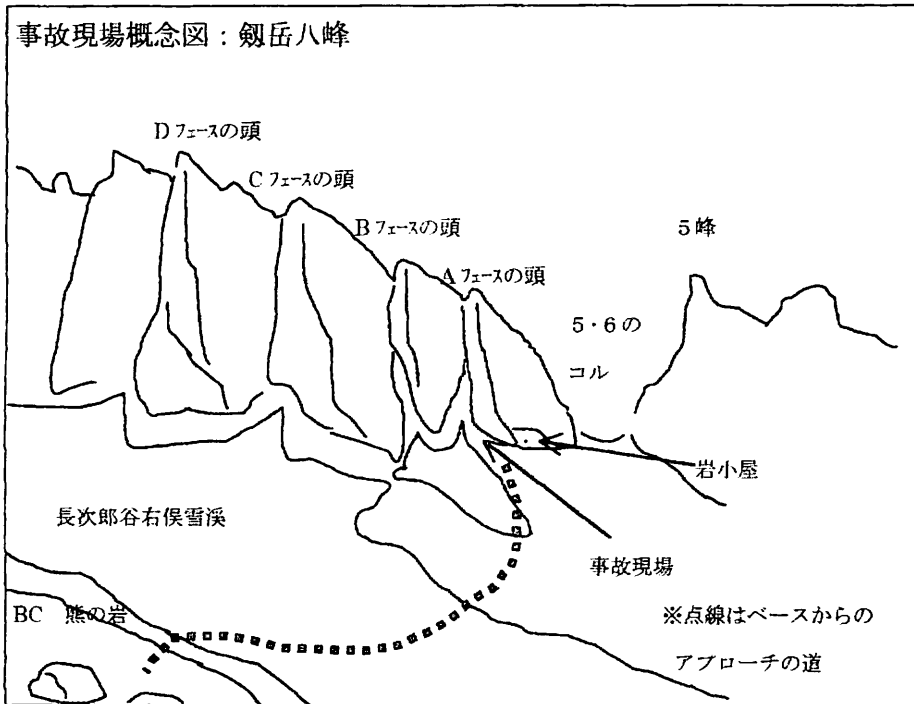 事故現場概念図：剱岳八峰
Dフェースの頭
Cフェースの頭
Bフェースの頭
Aフェースの頭
5峰
5・6の
コル
岩小屋
長次郎谷右俣雪渓
事故現場
BC 熊の岩
※点線はベースからの
アプローチの道